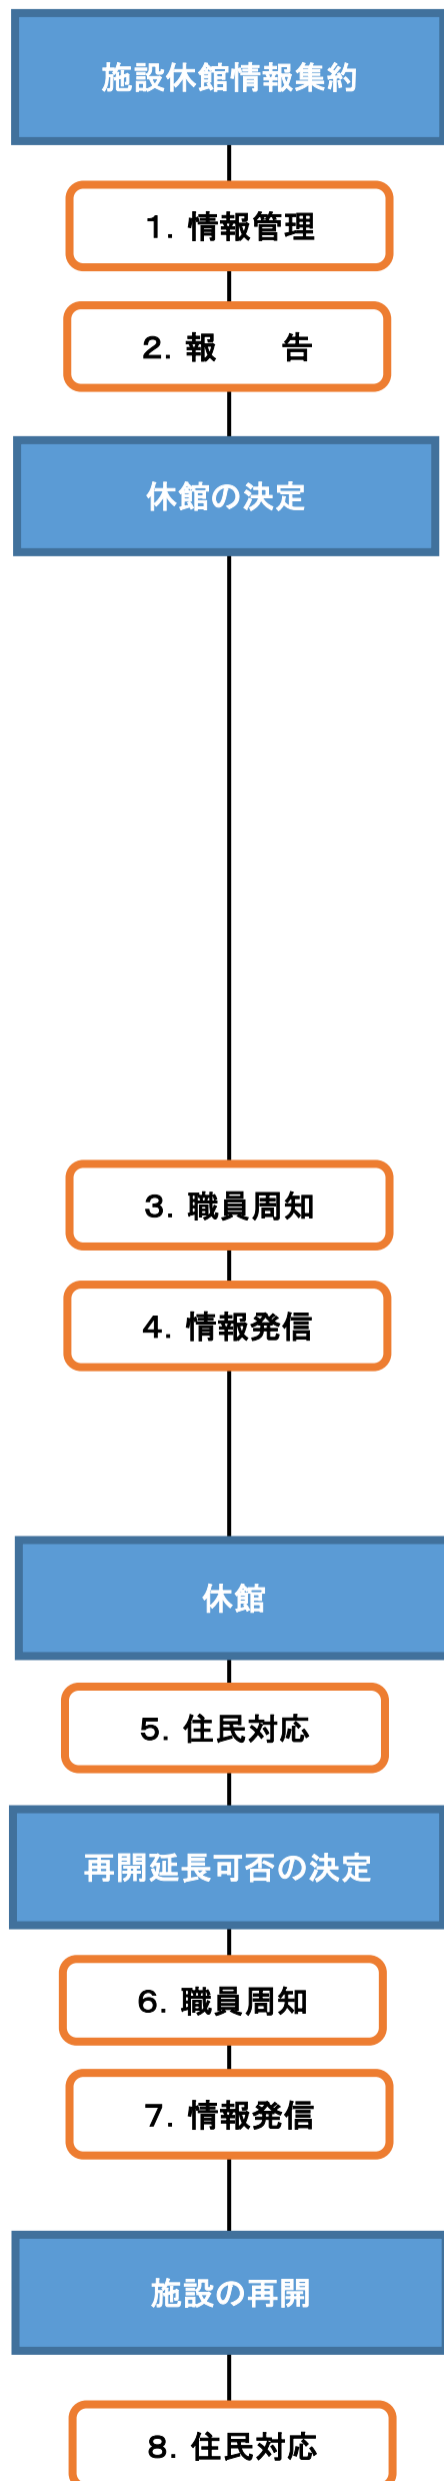 施設休館情報集約
1. 情報管理
2. 報　　告
休館の決定
3. 職員周知
4. 情報発信
休館
5. 住民対応
再開延長可否の決定
6. 職員周知
7. 情報発信
施設の再開
8. 住民対応